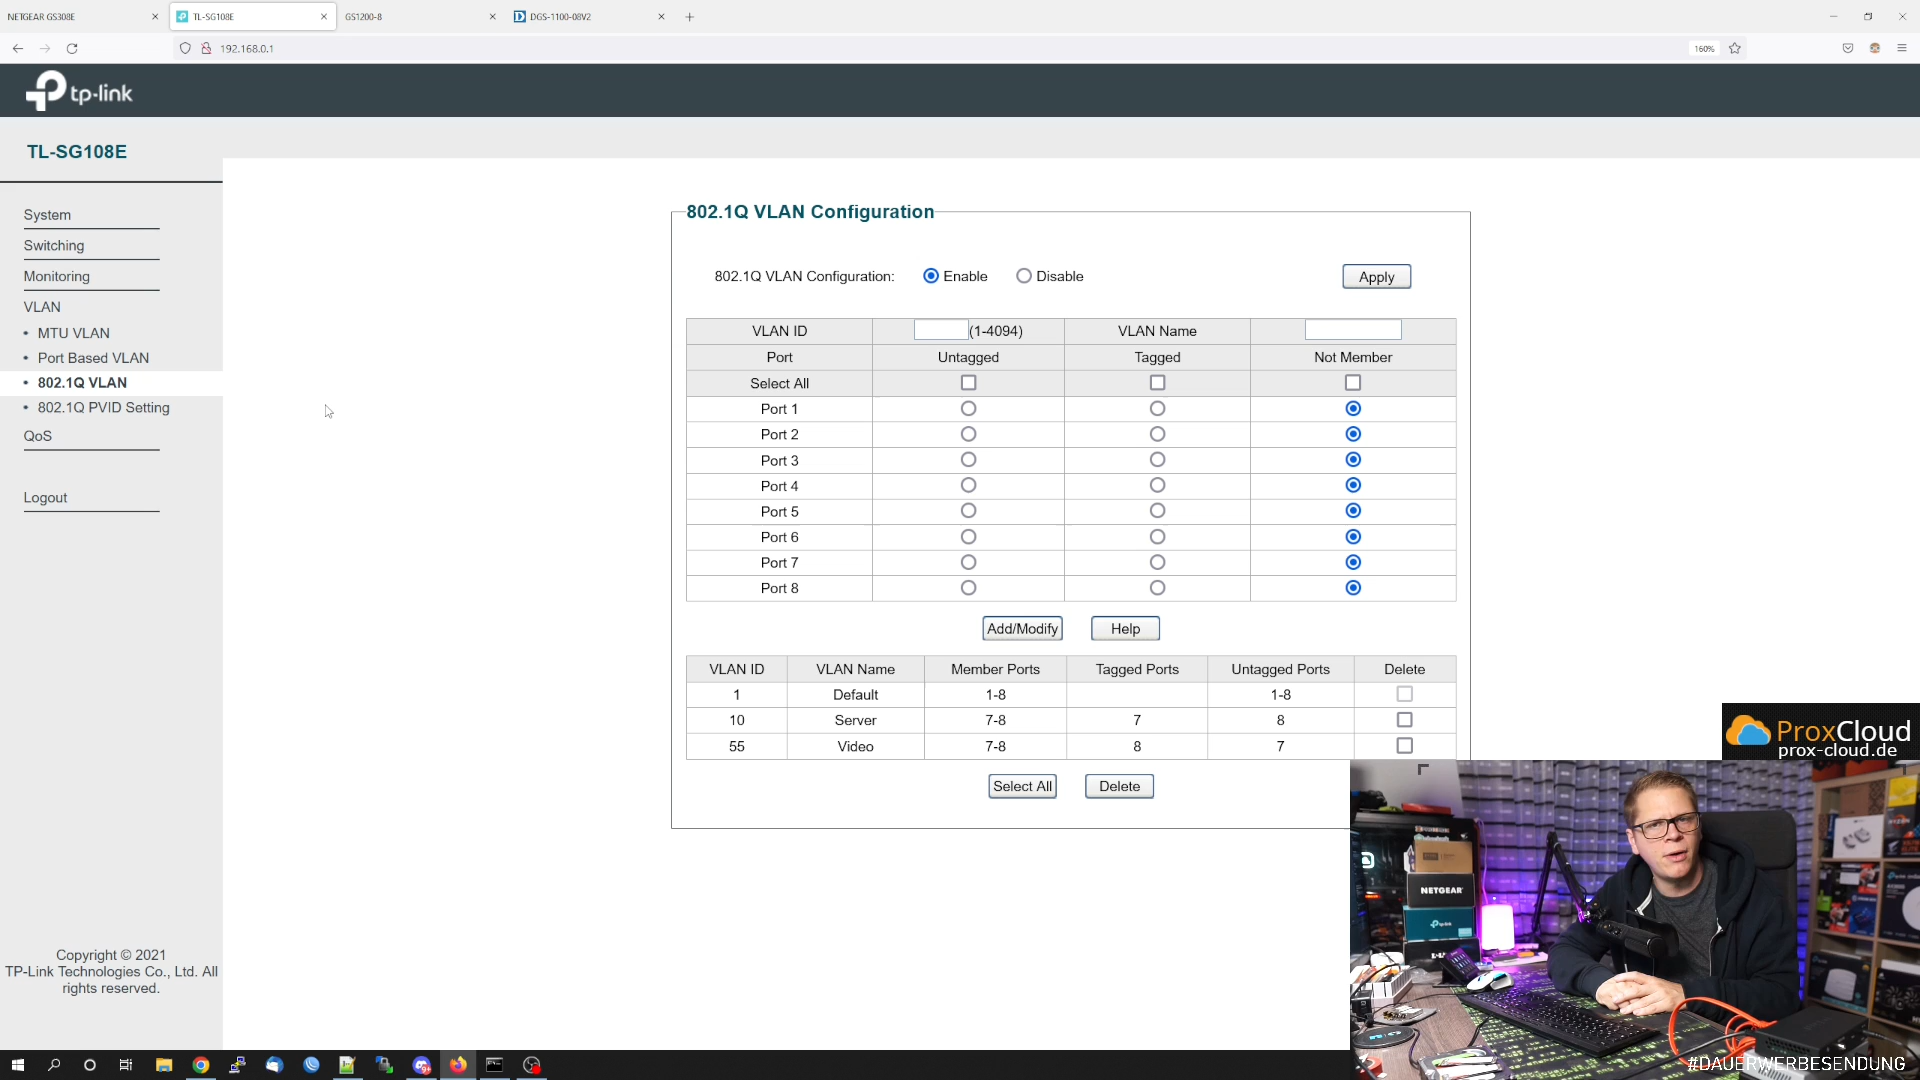 NETGEAR GS308E
TL-SG108E
GS1200-8
DGS-1100-08V2
192.168.0.1
160%
tp-link
TL-SG108E
System
Switching
Monitoring
VLAN
• MTU VLAN
• Port Based VLAN
• 802.1Q VLAN
• 802.1Q PVID Setting
QoS
Logout
Copyright © 2021
TP-Link Technologies Co., Ltd. All
rights reserved.
802.1Q VLAN Configuration
802.1Q VLAN Configuration: Enable Disable Apply
VLAN ID (1-4094) VLAN Name
Port Untagged Tagged Not Member
Select All
Port 1
Port 2
Port 3
Port 4
Port 5
Port 6
Port 7
Port 8
Add/Modify Help
VLAN ID VLAN Name Member Ports Tagged Ports Untagged Ports Delete
1 Default 1-8 1-8
10 Server 7-8 7 8
55 Video 7-8 8 7
Select All Delete
ProxCloud
prox-cloud.de
NETGEAR
tp-link
#DAUERWERBESENDUNG